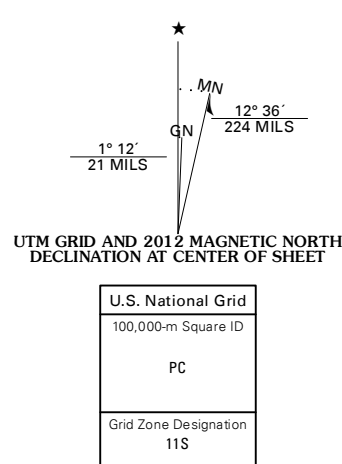 ★
MN
GN
12° 36´
224 MILS
1° 12´
21 MILS
UTM GRID AND 2012 MAGNETIC NORTH
DECLINATION AT CENTER OF SHEET
U.S. National Grid
100,000-m Square ID
PC
Grid Zone Designation
11S